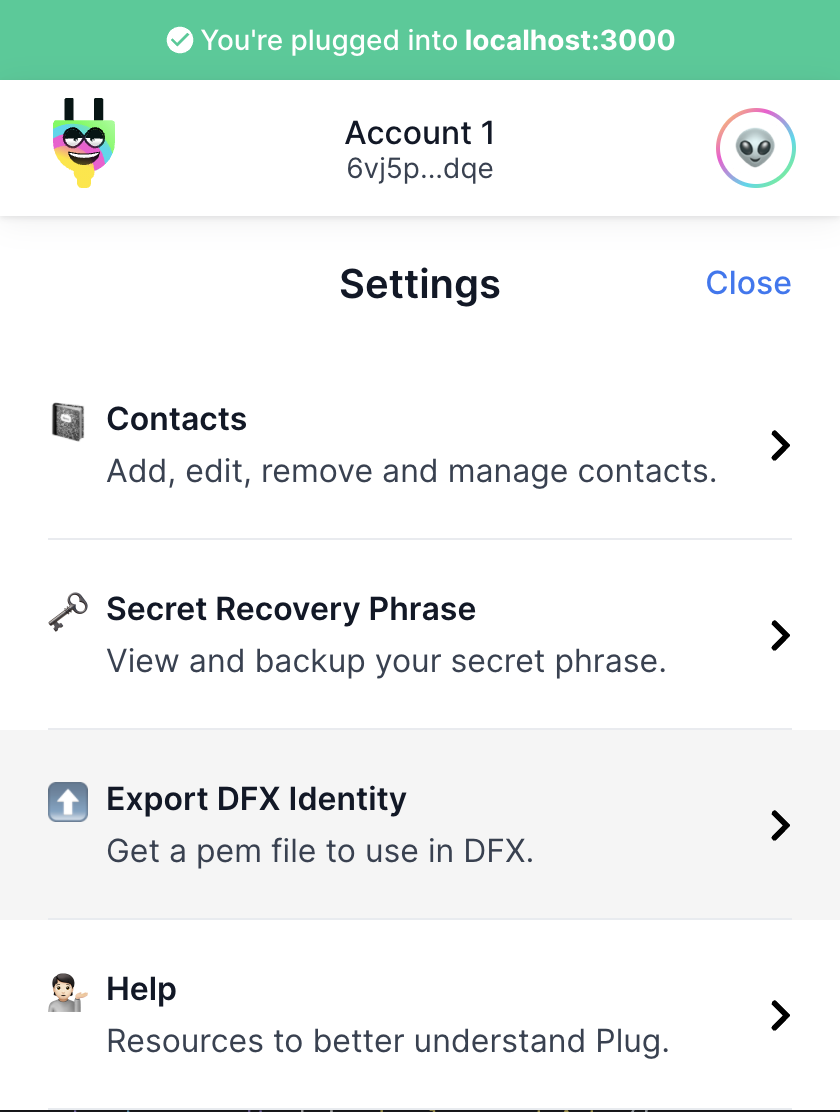 You're plugged into localhost:3000
Account 1
6vj5p...dqe
Settings
Close
Contacts
Add, edit, remove and manage contacts.
Secret Recovery Phrase
View and backup your secret phrase.
Export DFX Identity
Get a pem file to use in DFX.
Help
Resources to better understand Plug.